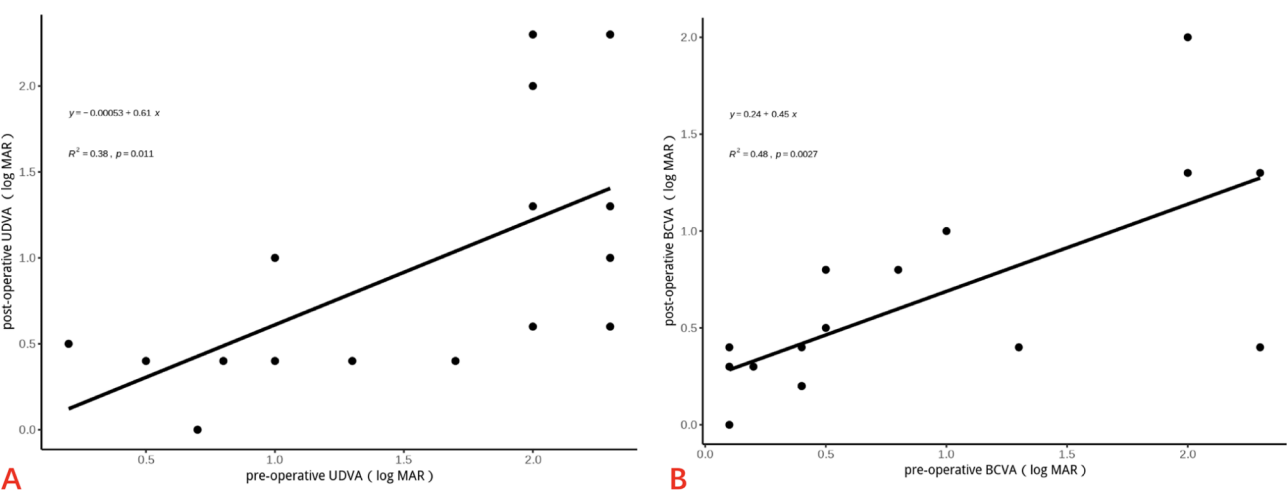 y = − 0.00053 + 0.61 x
R² = 0.38 , p = 0.011
post-operative UDVA （ log MAR ）
2.0
1.5
1.0
0.5
0.0
0.5 1.0 1.5 2.0
pre-operative UDVA （ log MAR ）
A
y = 0.24 + 0.45 x
R² = 0.48 , p = 0.0027
post-operative BCVA （ log MAR ）
2.0
1.5
1.0
0.5
0.0
0.0 0.5 1.0 1.5 2.0
pre-operative BCVA （ log MAR ）
B